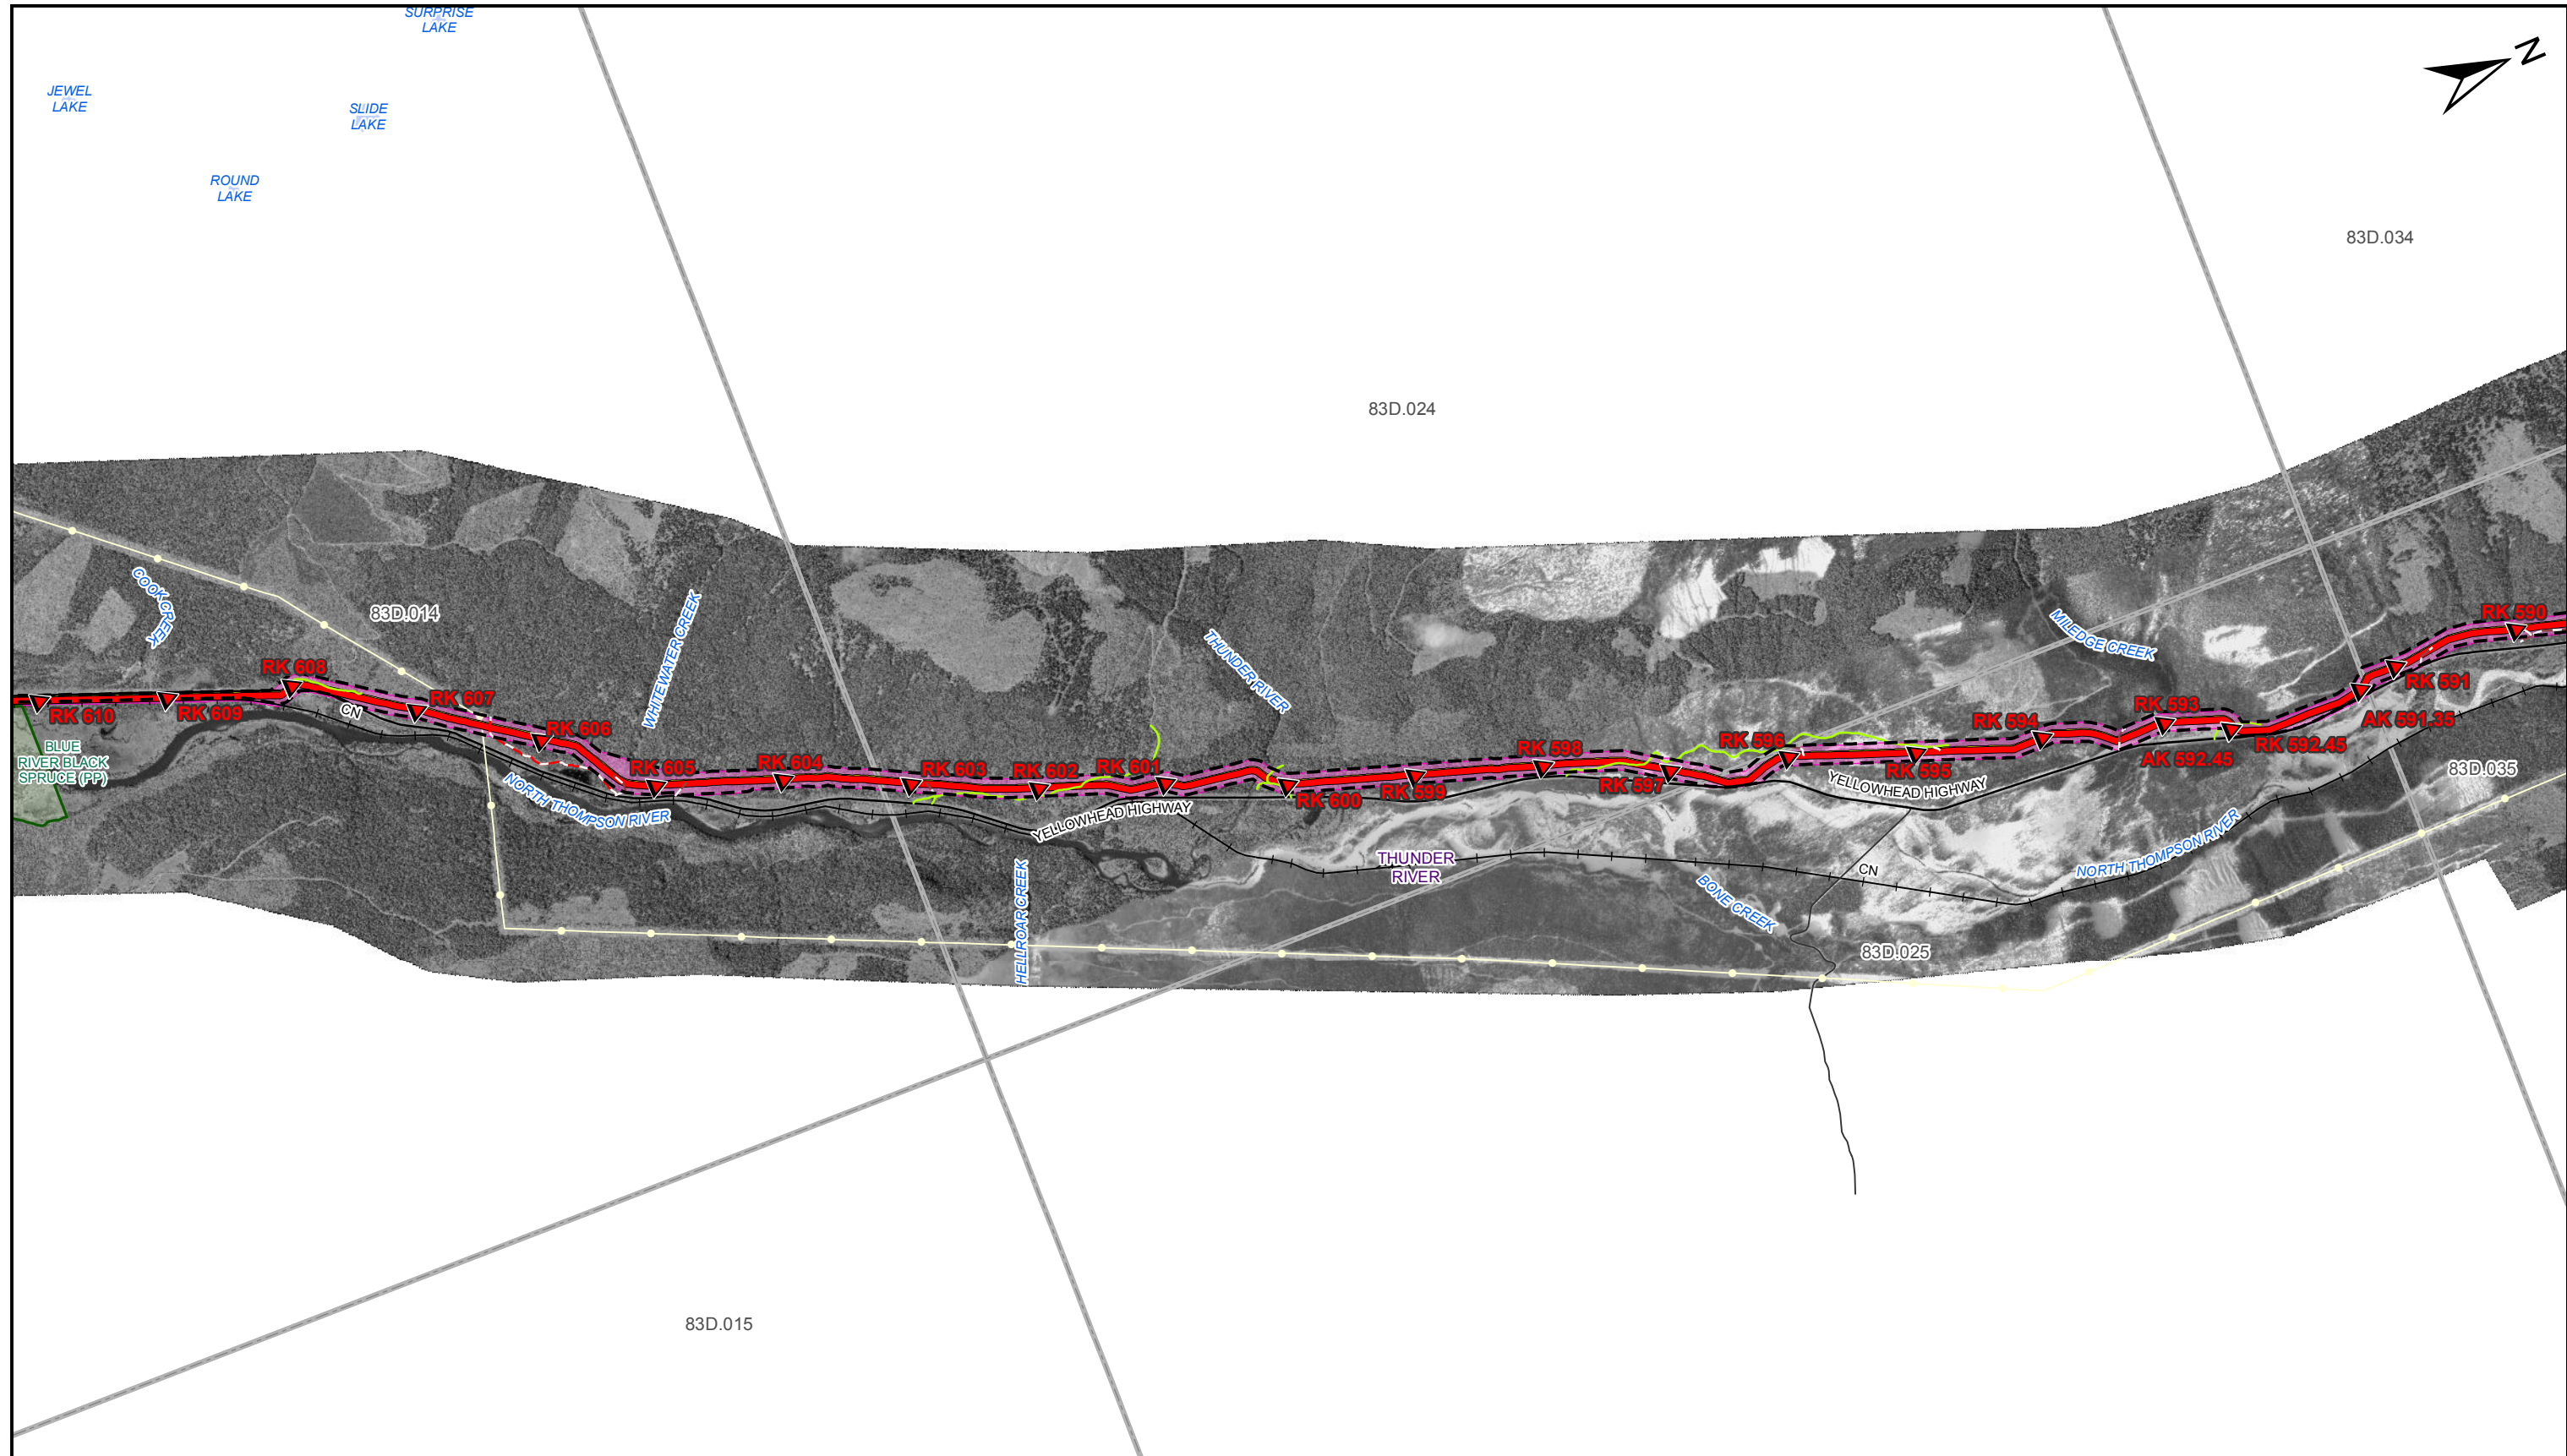 SURPRISE
LAKE
N
JEWEL
LAKE
SLIDE
LAKE
ROUND
LAKE
83D.034
83D.024
COOK CREEK
83D.014
WHITEWATER CREEK
THUNDER RIVER
MILEDGE CREEK
RK 590
RK 608
RK 607
RK 610
RK 609
CN
RK 606
RK 605
RK 604
RK 603
RK 602
RK 601
RK 600
RK 599
RK 598
RK 597
RK 596
RK 595
RK 594
RK 593
AK 592.45
RK 592.45
AK 591.35
RK 591
BLUE
RIVER BLACK
SPRUCE (PP)
NORTH THOMPSON RIVER
YELLOWHEAD HIGHWAY
YELLOWHEAD HIGHWAY
83D.035
THUNDER
RIVER
CN
NORTH THOMPSON RIVER
HELLROAR CREEK
BONE CREEK
83D.025
83D.015